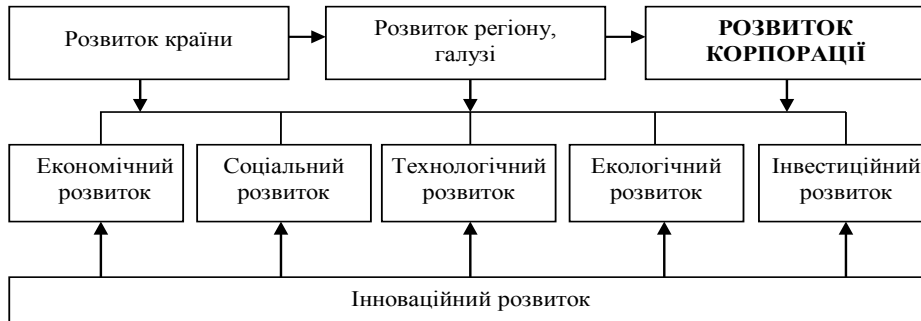 Розвиток країни
Розвиток регіону,
галузі
РОЗВИТОК
КОРПОРАЦІЇ
Економічний
розвиток
Соціальний
розвиток
Технологічний
розвиток
Екологічний
розвиток
Інвестиційний
розвиток
Інноваційний розвиток